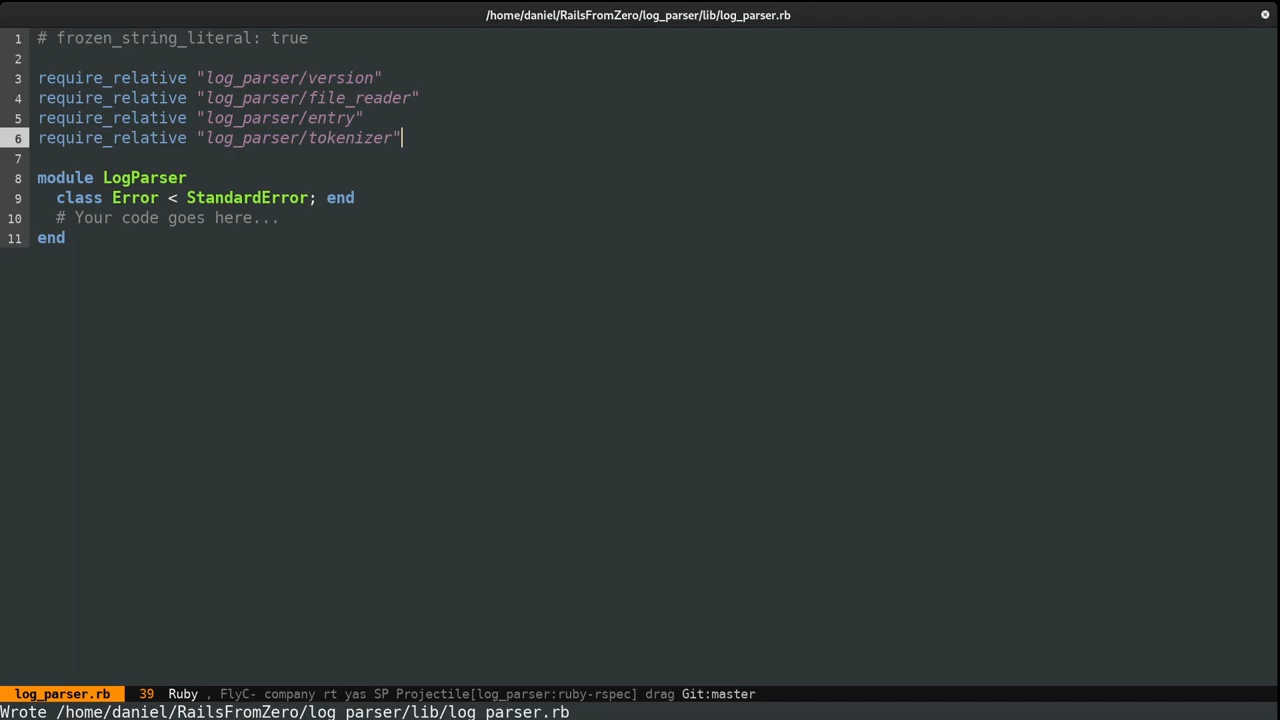 /home/daniel/RailsFromZero/log_parser/lib/log_parser.rb
1 # frozen_string_literal: true
2
3 require_relative "log_parser/version"
4 require_relative "log_parser/file_reader"
5 require_relative "log_parser/entry"
6 require_relative "log_parser/tokenizer"
7
8 module LogParser
9   class Error < StandardError; end
10   # Your code goes here...
11 end
log_parser.rb 39 Ruby , FlyC- company rt yas SP Projectile[log_parser:ruby-rspec] drag Git:master
Wrote /home/daniel/RailsFromZero/log_parser/lib/log_parser.rb